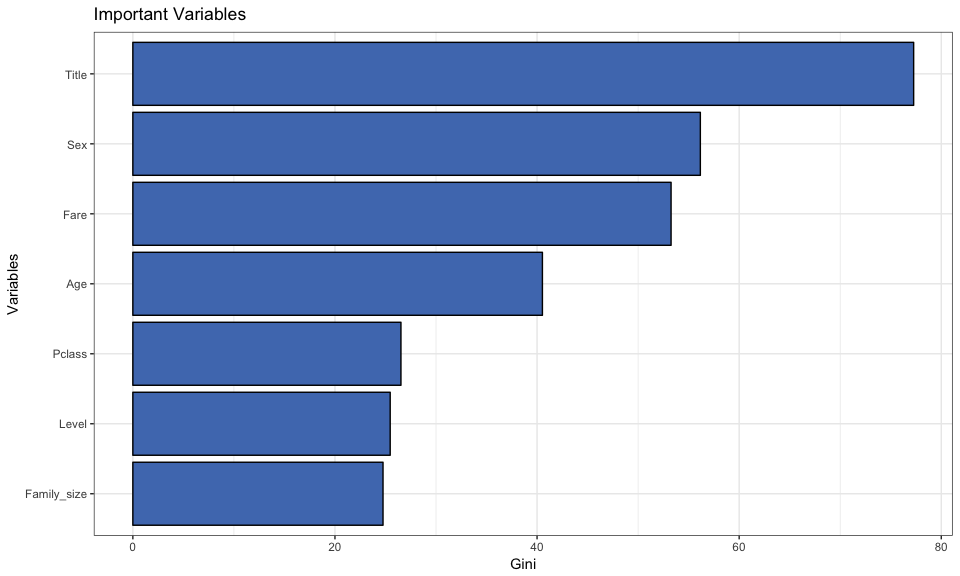 Important Variables
Variables
Title
Sex
Fare
Age
Pclass
Level
Family_size
0 20 40 60 80
Gini